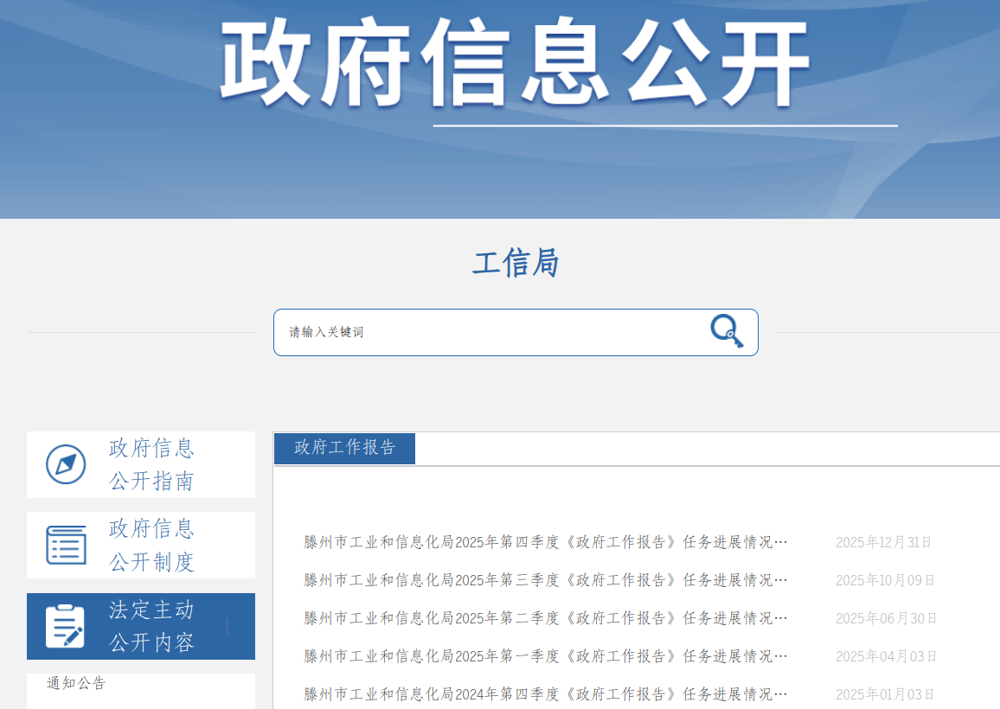 政府信息公开
工信局
请输入关键词
政府信息
公开指南
政府信息
公开制度
法定主动
公开内容
通知公告
政府工作报告
滕州市工业和信息化局2025年第四季度《政府工作报告》任务进展情况… 2025年12月31日
滕州市工业和信息化局2025年第三季度《政府工作报告》任务进展情况… 2025年10月09日
滕州市工业和信息化局2025年第二季度《政府工作报告》任务进展情况… 2025年06月30日
滕州市工业和信息化局2025年第一季度《政府工作报告》任务进展情况… 2025年04月03日
滕州市工业和信息化局2024年第四季度《政府工作报告》任务进展情况… 2025年01月03日